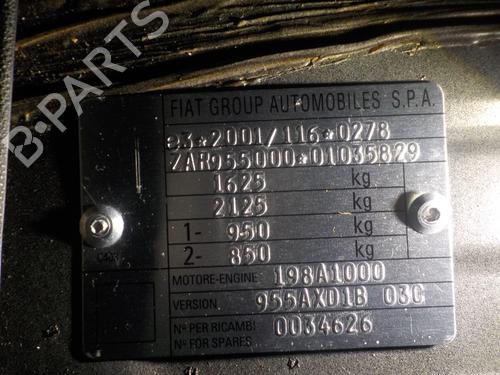 B-PARTS
FIAT GROUP AUTOMOBILES S.P.A.
e3*2001/116*0278
ZAR955000*01035829
1625 kg
2125 kg
1- 950 kg
2- 850 kg
MOTORE-ENGINE 198A1000
VERSION 955AXD1B 03C
N° PER RICAMBI
N° FOR SPARES 0034626